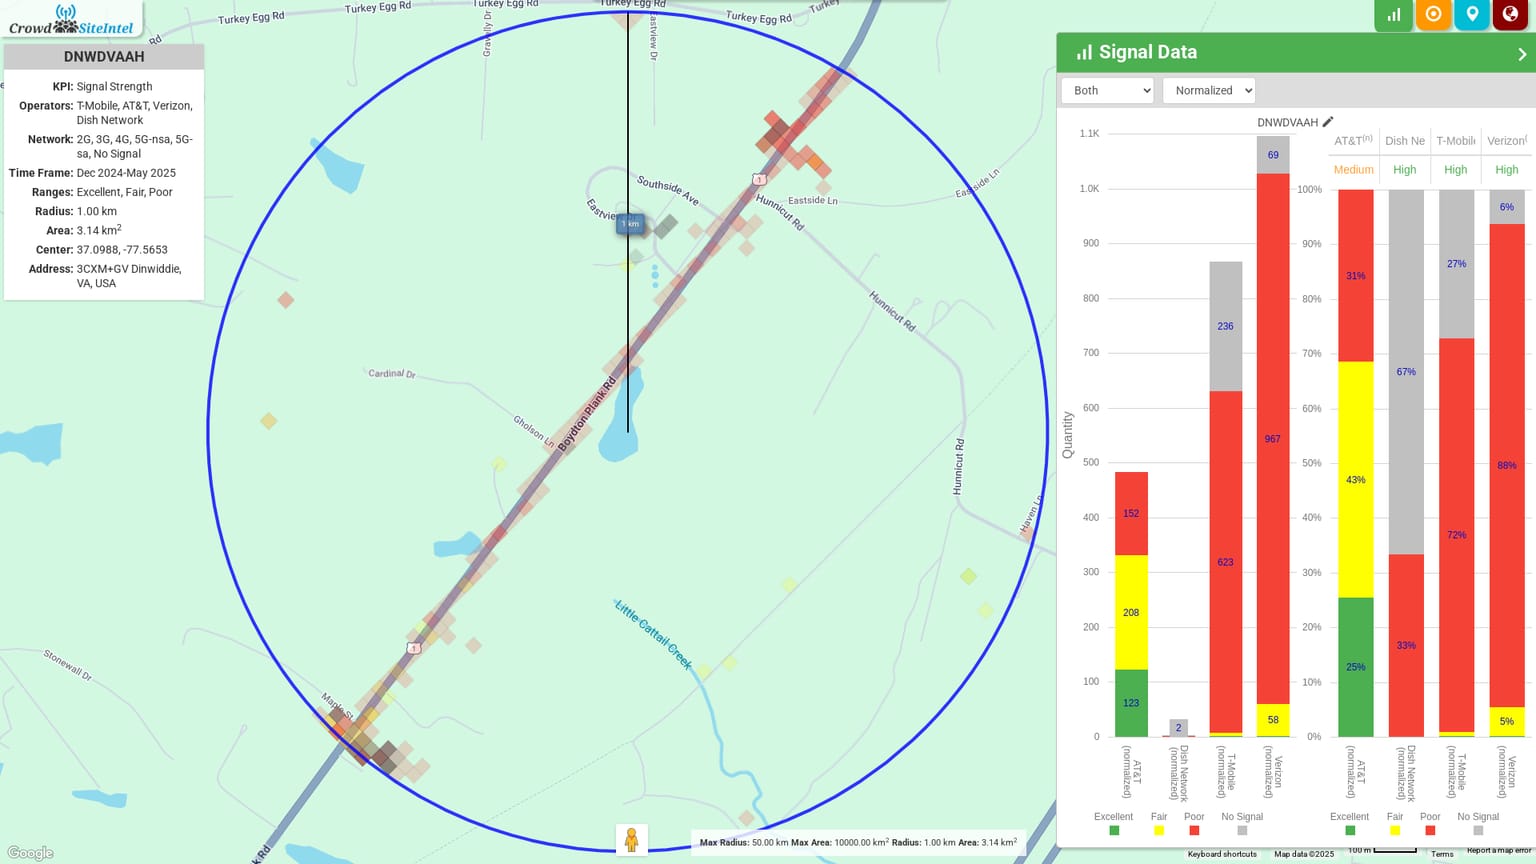 Turkey Egg Rd
Turkey Egg Rd
Turkey Egg Rd
Turkey Egg Rd
Turkey Egg Rd
Crowd SiteIntel
Rd
Gravelly Dr
Eastview Dr
DNWDVAAH
KPI: Signal Strength
Operators: T-Mobile, AT&T, Verizon,
Dish Network
Network: 2G, 3G, 4G, 5G-nsa, 5G-
sa, No Signal
Time Frame: Dec 2024-May 2025
Ranges: Excellent, Fair, Poor
Radius: 1.00 km
Area: 3.14 km²
Center: 37.0988, -77.5653
Address: 3CXM+GV Dinwiddie,
VA, USA
1
Southside Ave
Eastside Ln
Eastside Ln
Hunnicut Rd
1 km
Hunnicut Rd
Cardinal Dr
Boydton Plank Rd
Gholson Ln
Hunnicut Rd
Haven Ln
Little Cattail Creek
1
Stonewall Dr
Maple St
k Rd
Google
Max Radius: 50.00 km Max Area: 10000.00 km² Radius: 1.00 km Area: 3.14 km²
Signal Data
Both Normalized
DNWDVAAH
Quantity
1.1K
1.0K
900
800
700
600
500
400
300
200
100
0
69
236
967
152
623
208
123
2
58
AT&T
(normalized)
Dish Network
(normalized)
T-Mobile
(normalized)
Verizon
(normalized)
Excellent Fair Poor No Signal
AT&T(n) Dish Ne T-Mobile Verizon(
Medium High High High
100%
90%
80%
70%
60%
50%
40%
30%
20%
10%
0%
6%
27%
31%
67%
88%
43%
72%
33%
25%
5%
AT&T
(normalized)
Dish Network
(normalized)
T-Mobile
(normalized)
Verizon
(normalized)
Excellent Fair Poor No Signal
Keyboard shortcuts Map data ©2025 100 m Terms Report a map error